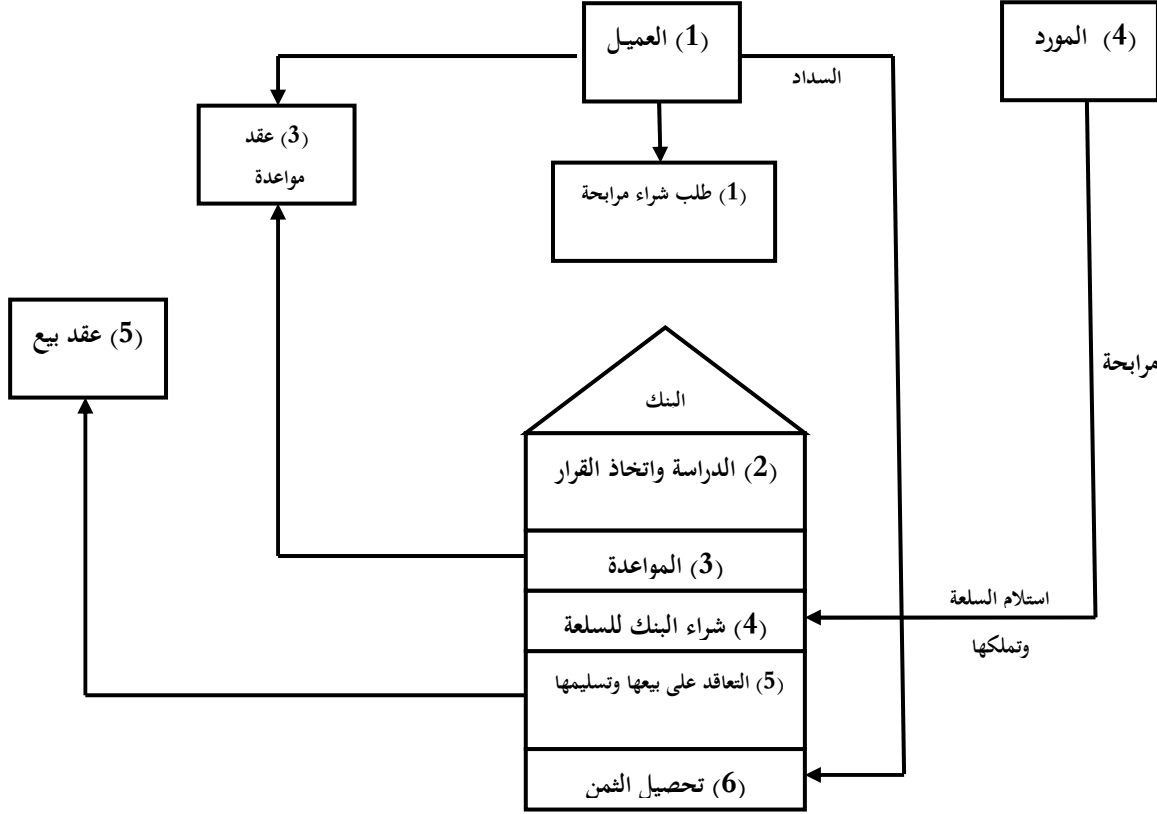 (4) المورد
(1) العميـل
السداد
(3) عقد
مواعدة
(1) طلب شراء مرابحة
(5) عقد بيع
مرابحة
البنك
(2) الدراسة واتخاذ القرار
(3) المواعدة
استلام السلعة
(4) شراء البنك للسلعة
وتملكها
(5) التعاقد على بيعها وتسليمها
(6) تحصيل الثمن